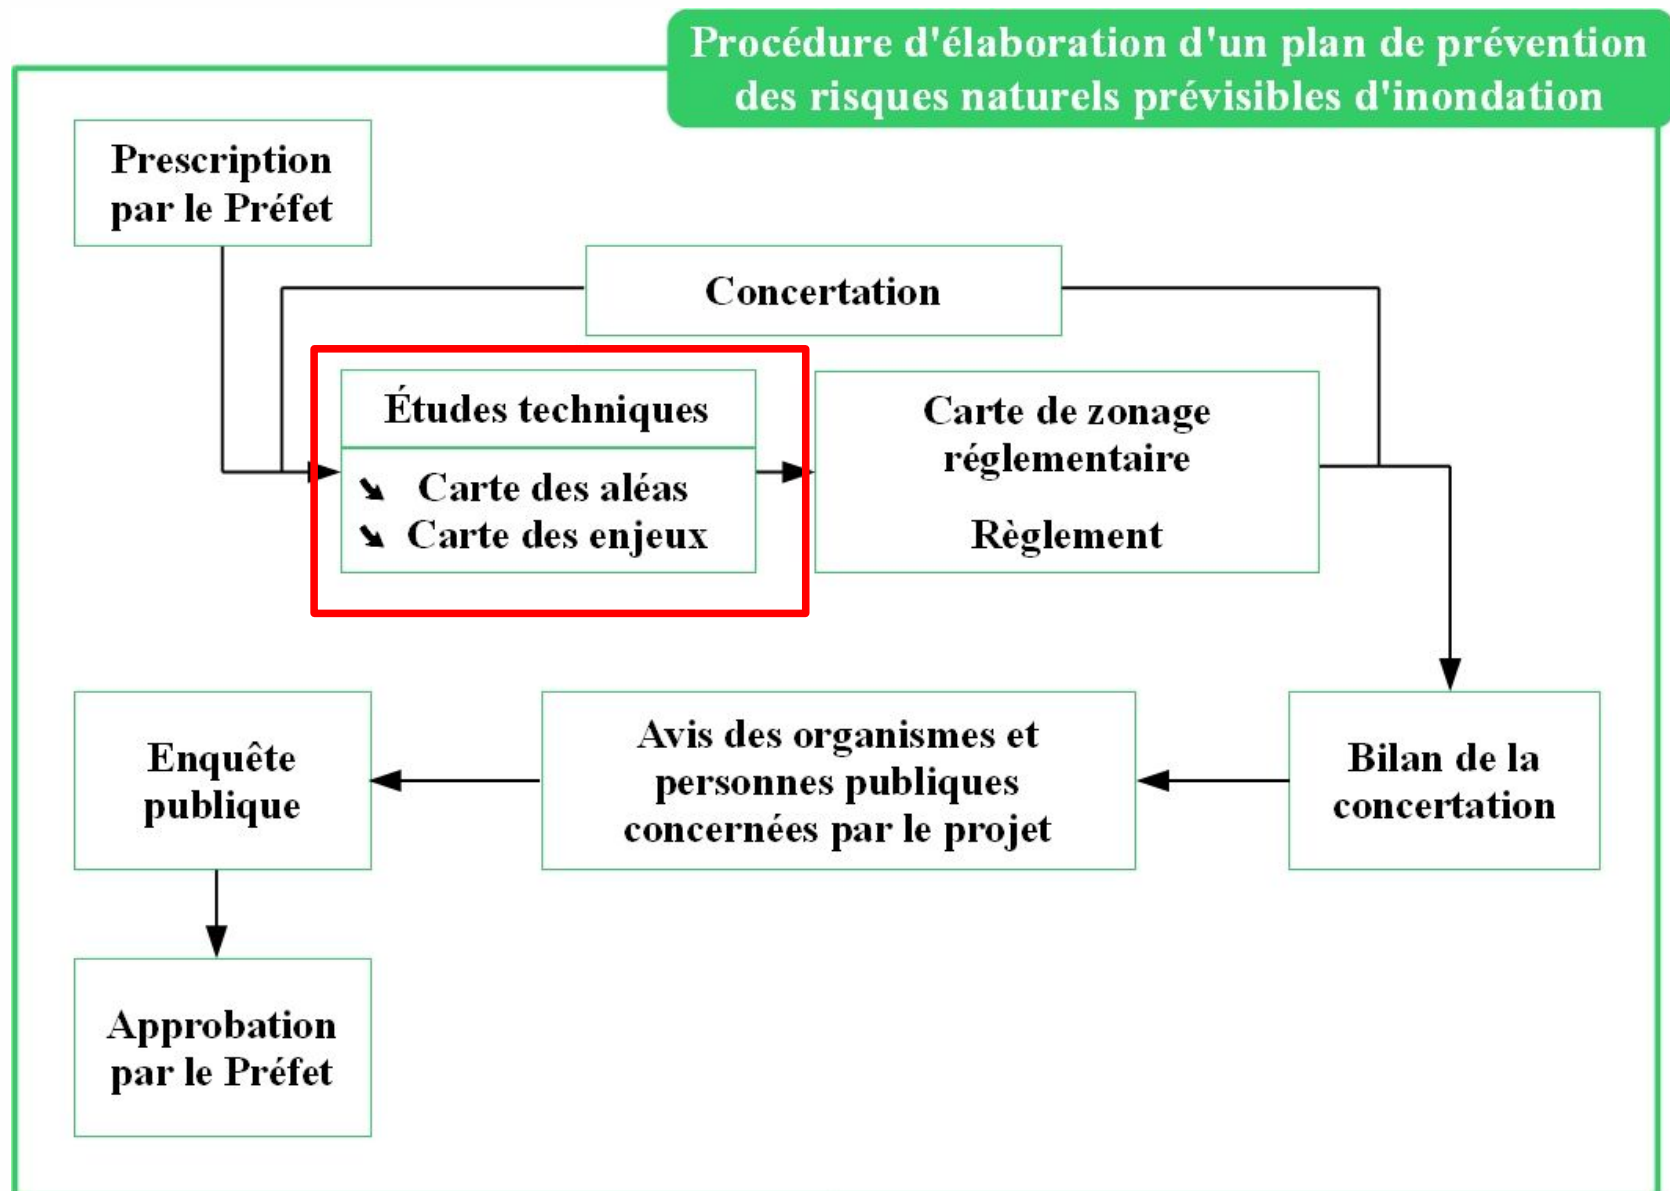 Procédure d'élaboration d'un plan de prévention
des risques naturels prévisibles d'inondation
Prescription
par le Préfet
Concertation
Études techniques
Carte des aléas
Carte des enjeux
Carte de zonage
réglementaire
Règlement
Bilan de la
concertation
Avis des organismes et
personnes publiques
concernées par le projet
Enquête
publique
Approbation
par le Préfet